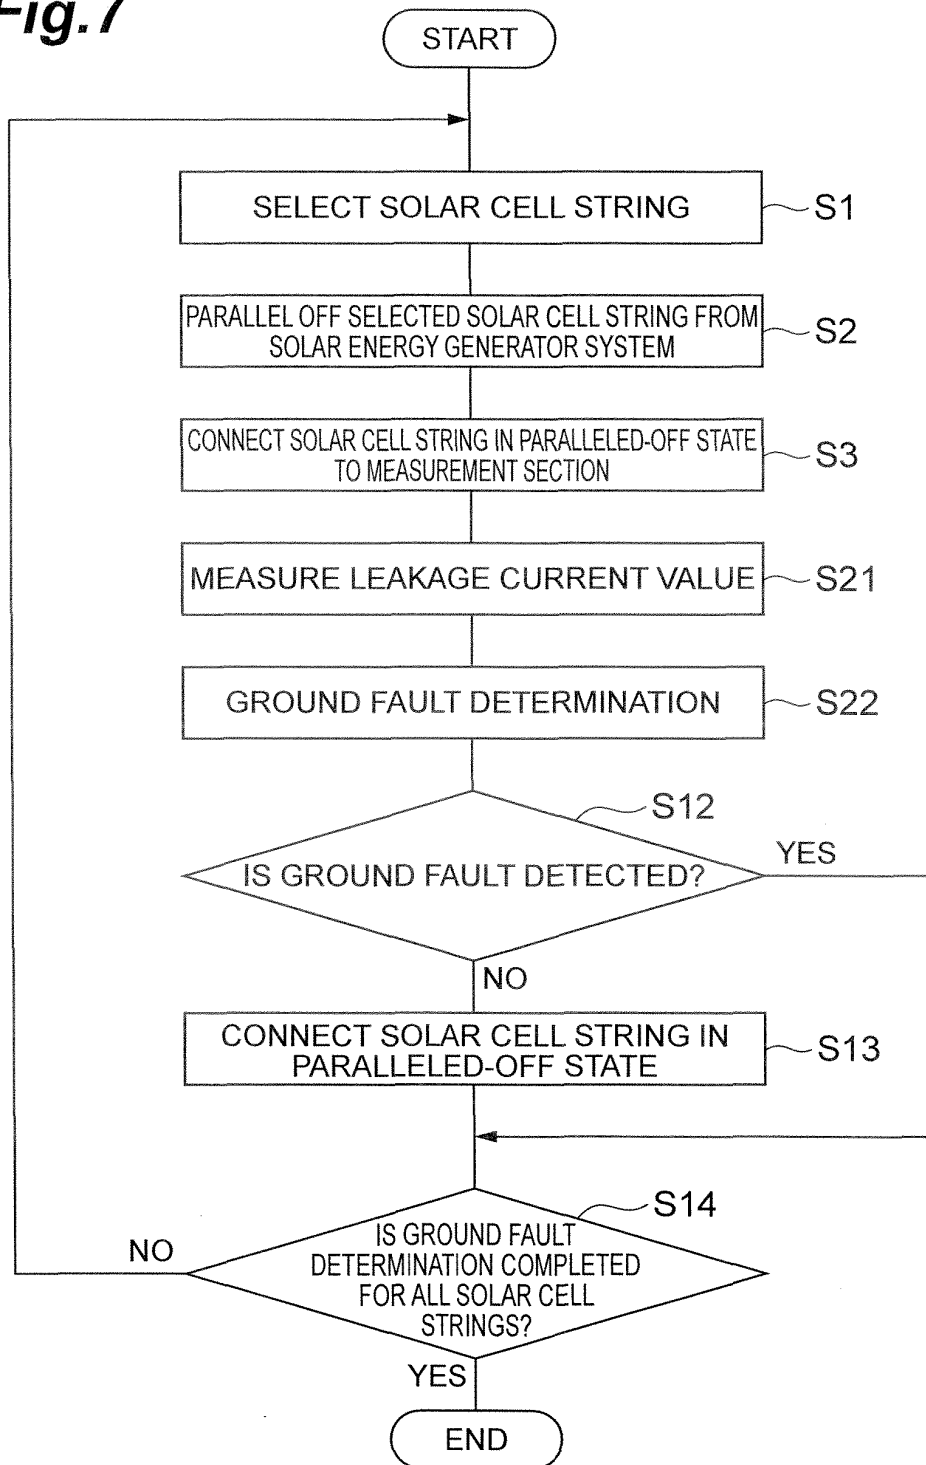 Fig.7
START
SELECT SOLAR CELL STRING
S1
PARALLEL OFF SELECTED SOLAR CELL STRING FROM
SOLAR ENERGY GENERATOR SYSTEM
S2
CONNECT SOLAR CELL STRING IN PARALLELED-OFF STATE
TO MEASUREMENT SECTION
S3
MEASURE LEAKAGE CURRENT VALUE
S21
GROUND FAULT DETERMINATION
S22
S12
IS GROUND FAULT DETECTED?
YES
NO
CONNECT SOLAR CELL STRING IN
PARALLELED-OFF STATE
S13
S14
IS GROUND FAULT
DETERMINATION COMPLETED
FOR ALL SOLAR CELL
STRINGS?
NO
YES
END